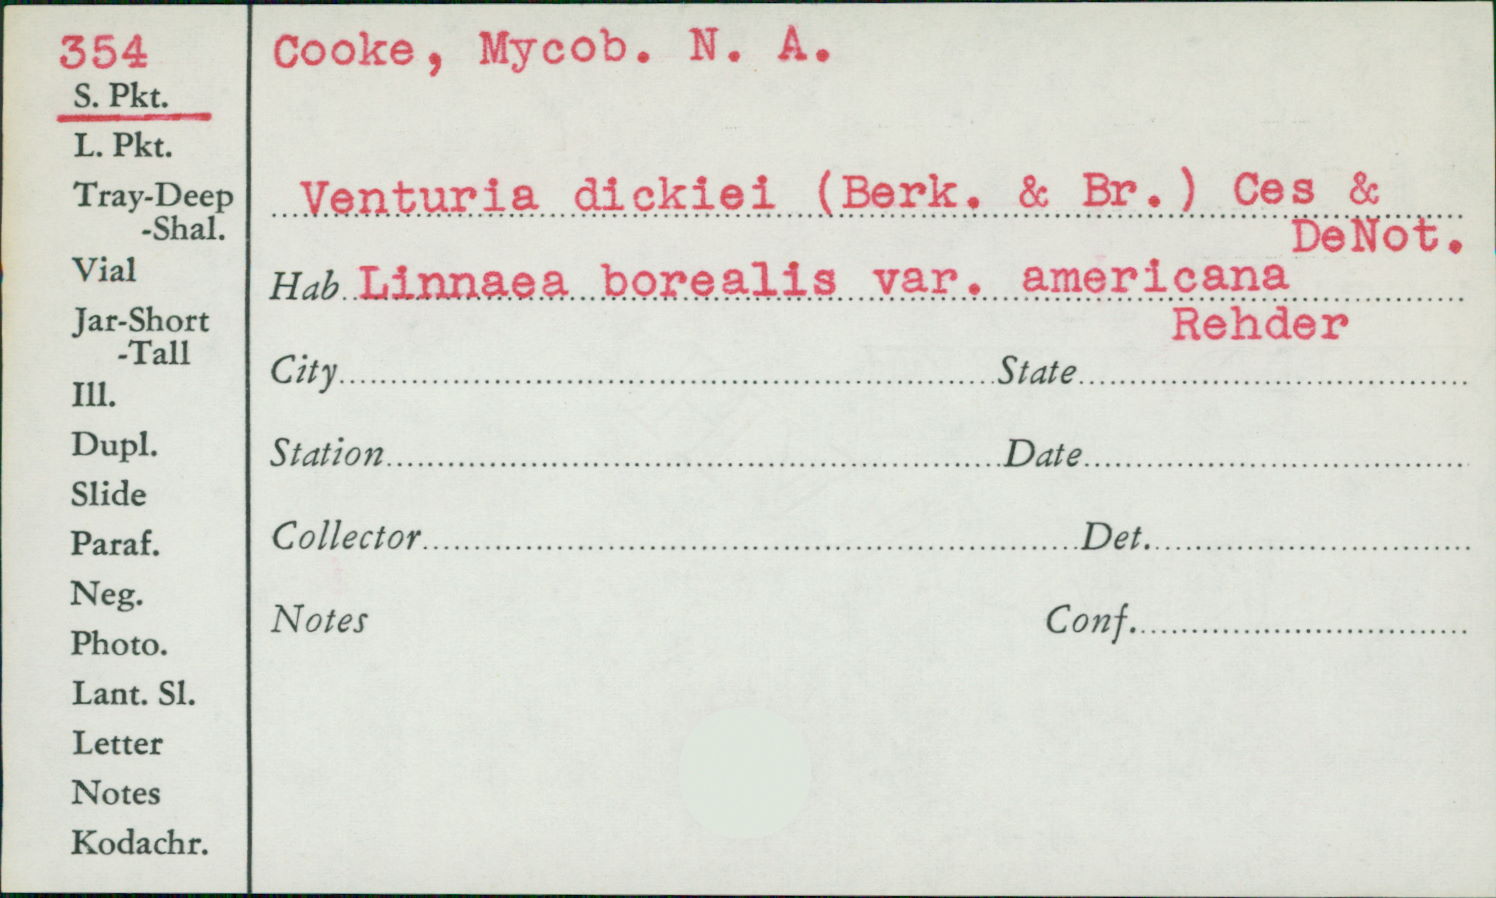 354
S. Pkt.
L. Pkt.
Tray-Deep
-Shal.
Vial
Jar-Short
-Tall
Ill.
Dupl.
Slide
Paraf.
Neg.
Photo.
Lant. Sl.
Letter
Notes
Kodachr.
Cooke, Mycob. N. A.
Venturia dickiei (Berk. & Br.) Ces &
DeNot.
Hab Linnaea borealis var. americana
Rehder
City State
Station Date
Collector Det.
Notes Conf.